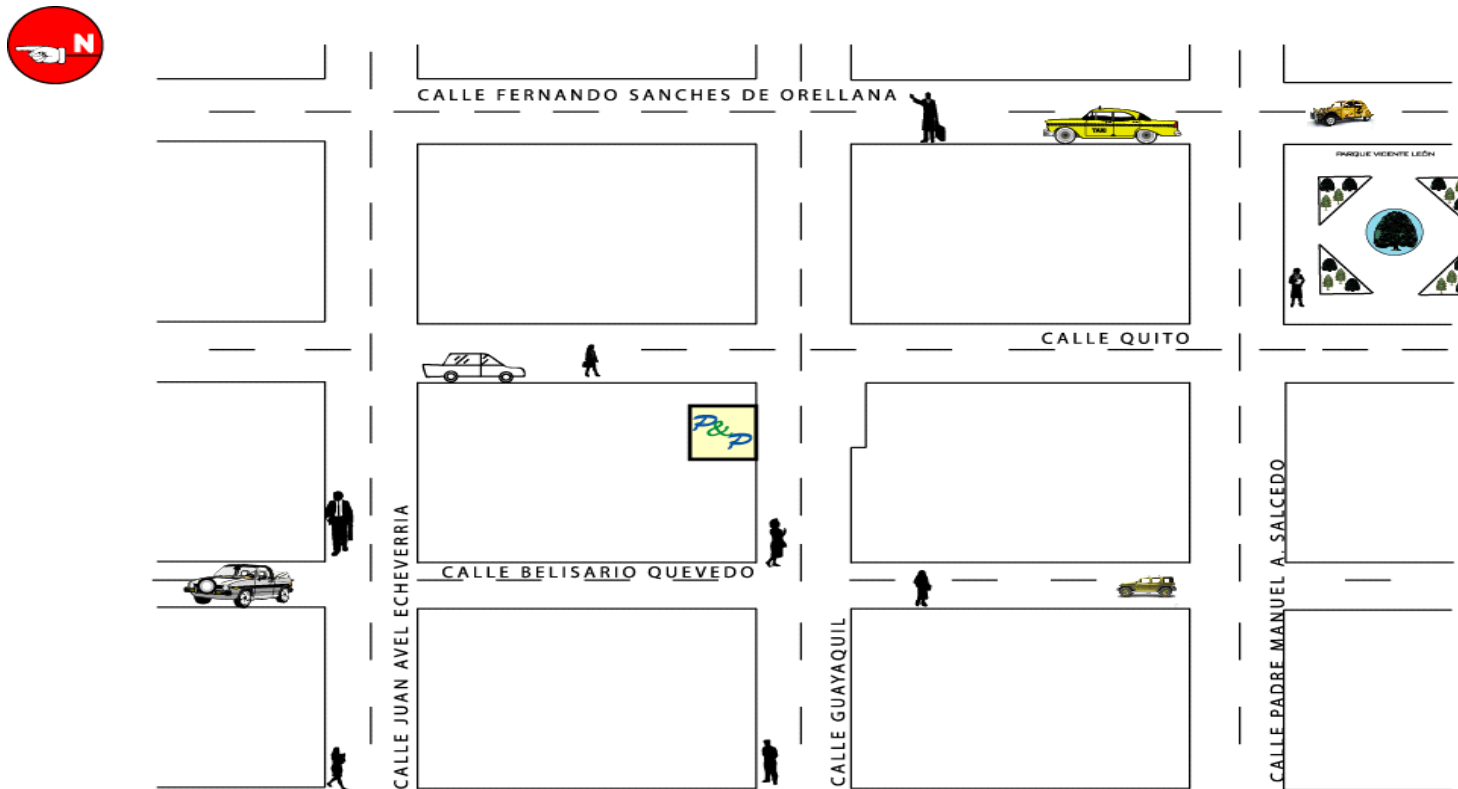 N
CALLE FERNANDO SANCHES DE ORELLANA
TAXI
PARQUE VICENTE LEÓN
CALLE QUITO
P&P
CALLE JUAN AVEL ECHEVERRIA
CALLE BELISARIO QUEVEDO
CALLE GUAYAQUIL
CALLE PADRE MANUEL A. SALCEDO